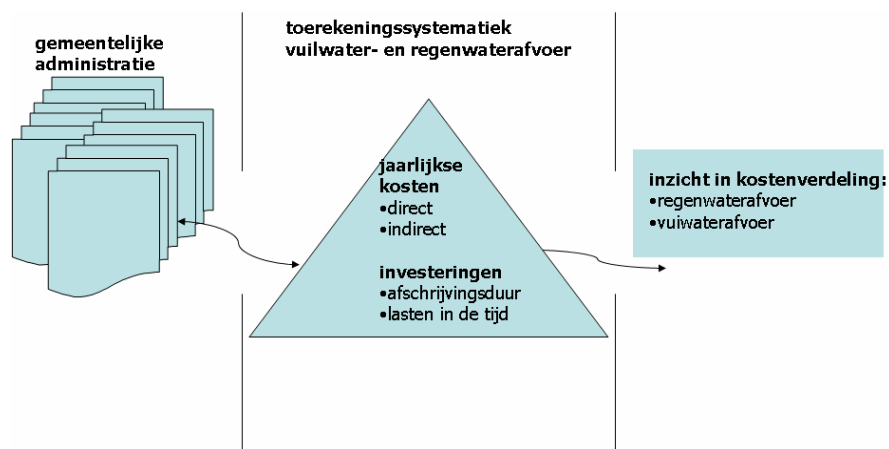 gemeentelijke
administratie
toerekeningssystematiek
vuilwater- en regenwaterafvoer
jaarlijkse
kosten
•direct
•indirect
investeringen
•afschrijvingsduur
•lasten in de tijd
inzicht in kostenverdeling:
•regenwaterafvoer
•vuiwaterafvoer